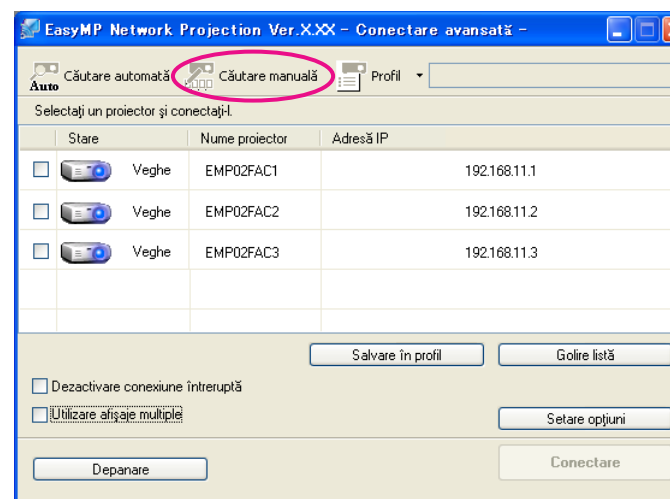 EasyMP Network Projection Ver.X.XX - Conectare avansată -
Auto Căutare automată Căutare manuală Profil
Selectaţi un proiector şi conectaţi-l.
Stare Nume proiector Adresă IP
Veghe EMP02FAC1 192.168.11.1
Veghe EMP02FAC2 192.168.11.2
Veghe EMP02FAC3 192.168.11.3
Salvare în profil Golire listă
Dezactivare conexiune întreruptă
Utilizare afişaje multiple
Setare opţiuni
Depanare Conectare